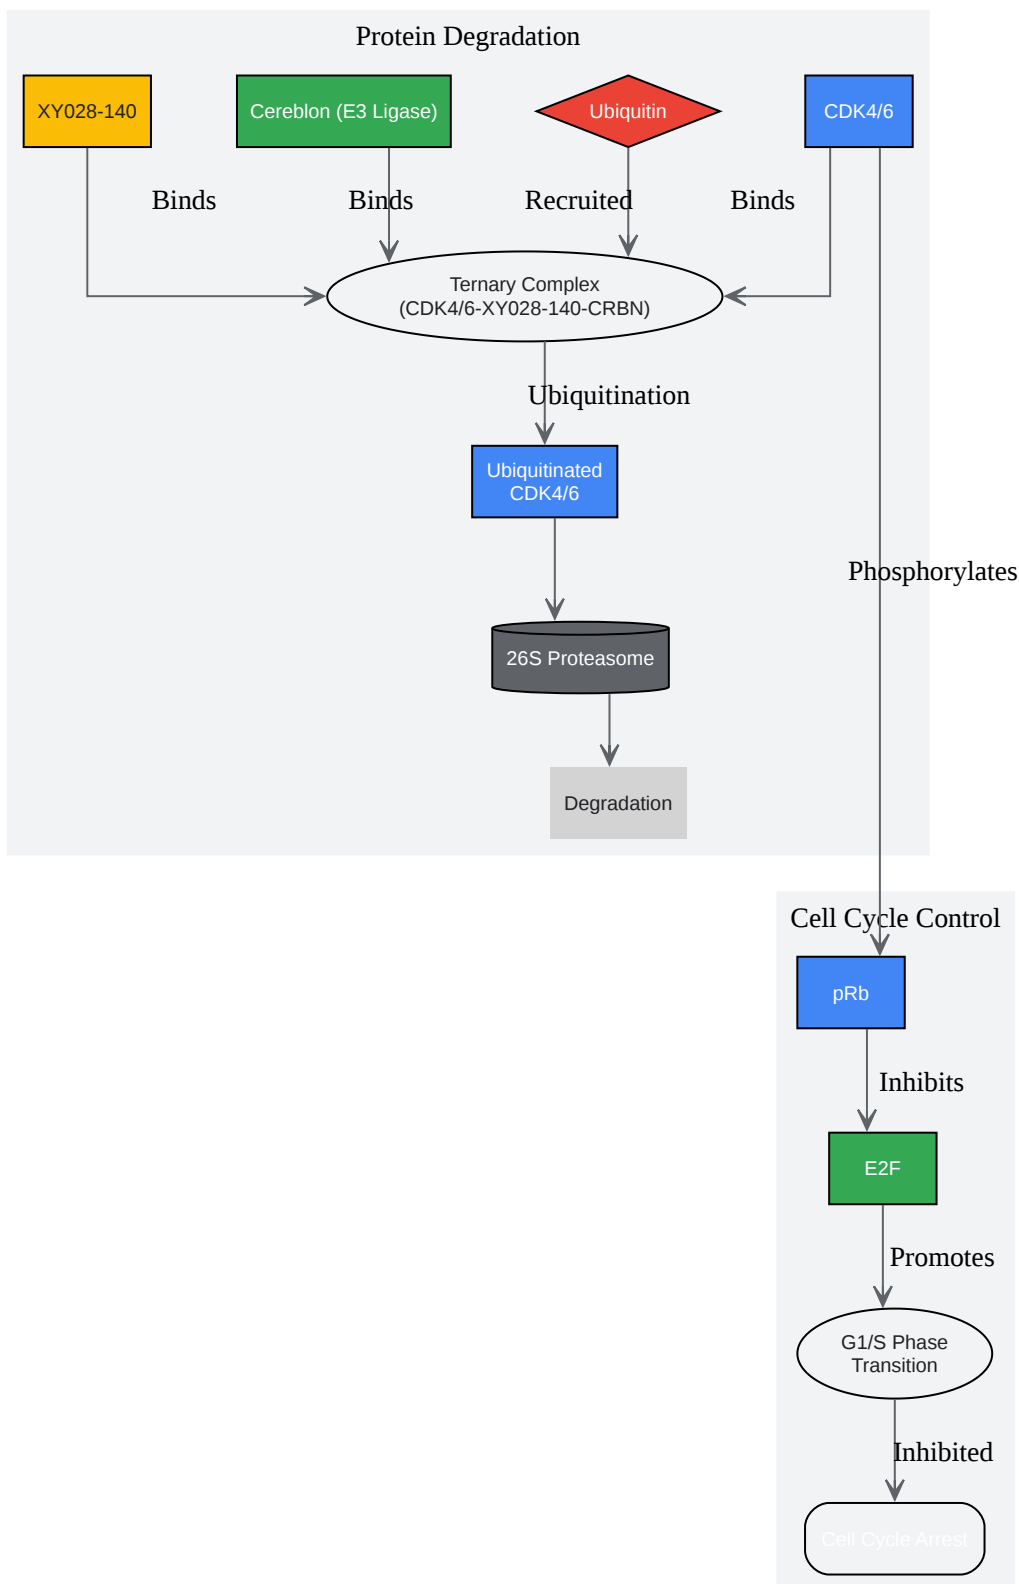 Protein Degradation
XY028-140
Cereblon (E3 Ligase)
Ubiquitin
CDK4/6
Binds
Binds
Recruited
Binds
Ternary Complex
(CDK4/6-XY028-140-CRBN)
Ubiquitination
Ubiquitinated
CDK4/6
Phosphorylates
26S Proteasome
Degradation
Cell Cycle Control
pRb
Inhibits
E2F
Promotes
G1/S Phase
Transition
Inhibited
Cell Cycle Arrest